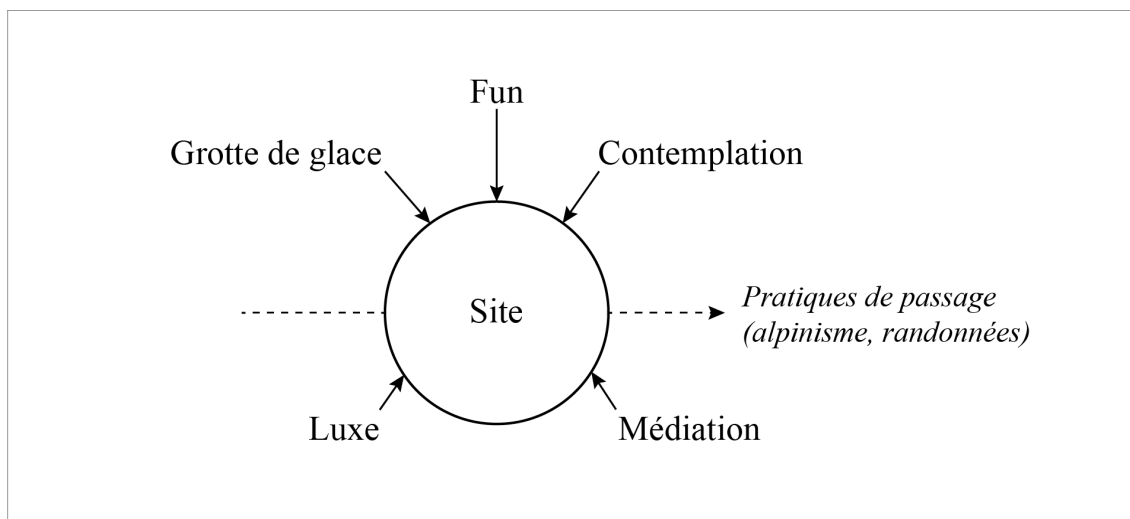 Fun
Grotte de glace
Contemplation
Site
Pratiques de passage
(alpinisme, randonnées)
Luxe
Médiation